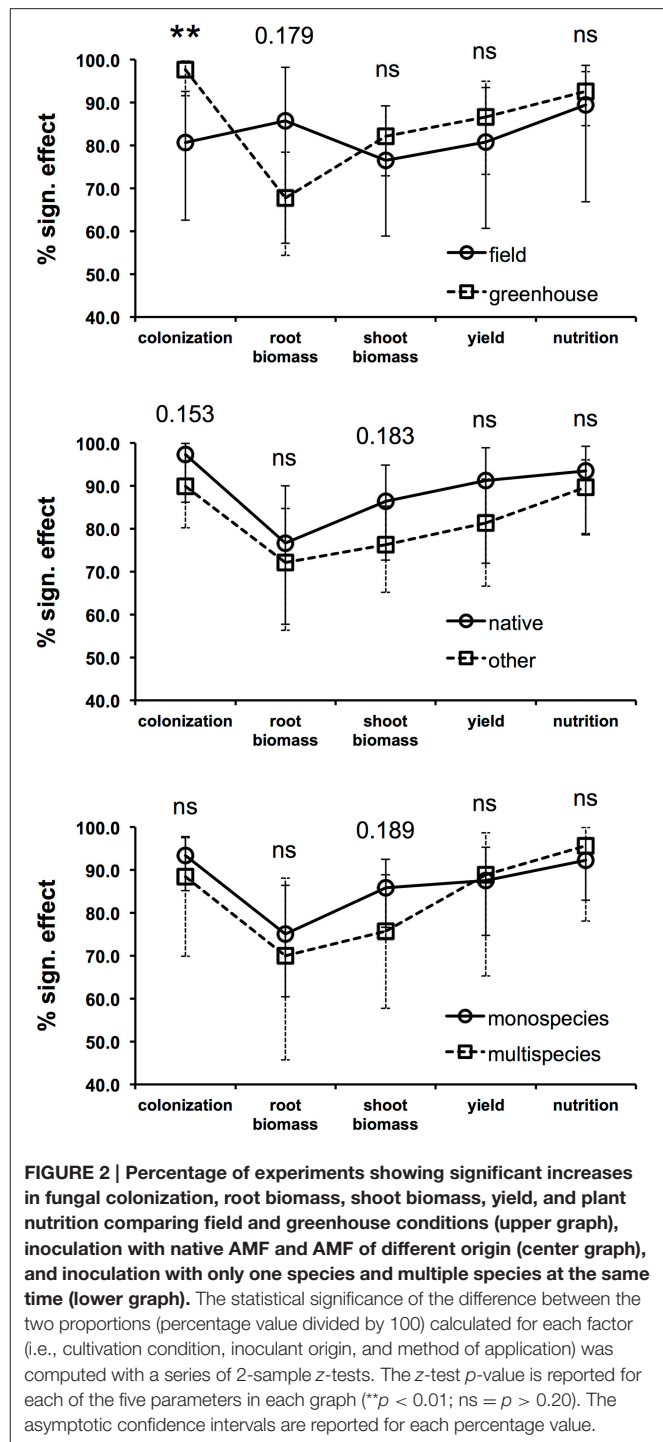 ** 0.179 ns ns ns
100.0
90.0
80.0
70.0
60.0
50.0
40.0
% sign. effect
field
greenhouse
colonization root biomass shoot biomass yield nutrition
0.153 ns 0.183 ns ns
100.0
90.0
80.0
70.0
60.0
50.0
40.0
% sign. effect
native
other
colonization root biomass shoot biomass yield nutrition
ns ns 0.189 ns ns
100.0
90.0
80.0
70.0
60.0
50.0
40.0
% sign. effect
monospecies
multispecies
colonization root biomass shoot biomass yield nutrition
FIGURE 2 | Percentage of experiments showing significant increases
in fungal colonization, root biomass, shoot biomass, yield, and plant
nutrition comparing field and greenhouse conditions (upper graph),
inoculation with native AMF and AMF of different origin (center graph),
and inoculation with only one species and multiple species at the same
time (lower graph). The statistical significance of the difference between the
two proportions (percentage value divided by 100) calculated for each factor
(i.e., cultivation condition, inoculant origin, and method of application) was
computed with a series of 2-sample z-tests. The z-test p-value is reported for
each of the five parameters in each graph (**p < 0.01; ns = p > 0.20). The
asymptotic confidence intervals are reported for each percentage value.